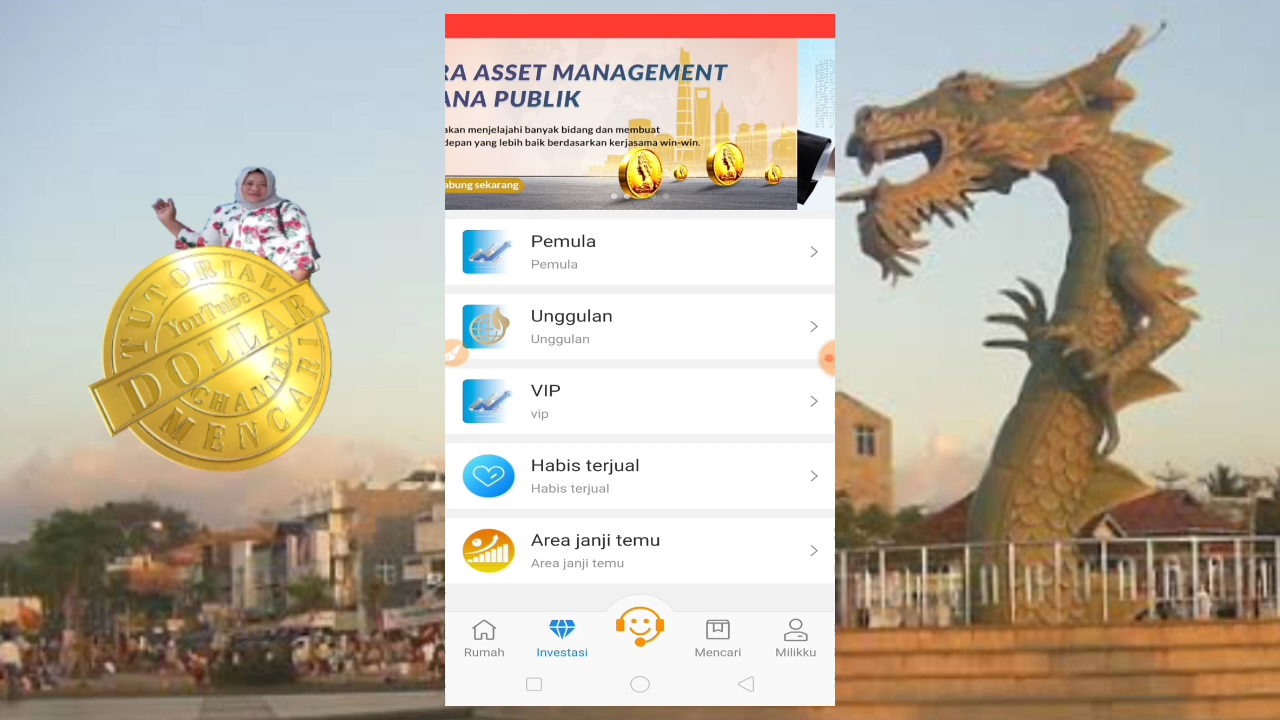 TUTORIAL
YouTube
DOLLAR
CHANNEL
MENCARI
RA ASSET MANAGEMENT
ANA PUBLIK
akan menjelajahi banyak bidang dan membuat
depan yang lebih baik berdasarkan kerjasama win-win.
abung sekarang
Pemula
Pemula
Unggulan
Unggulan
VIP
vip
Habis terjual
Habis terjual
Area janji temu
Area janji temu
Rumah
Investasi
Mencari
Milikku